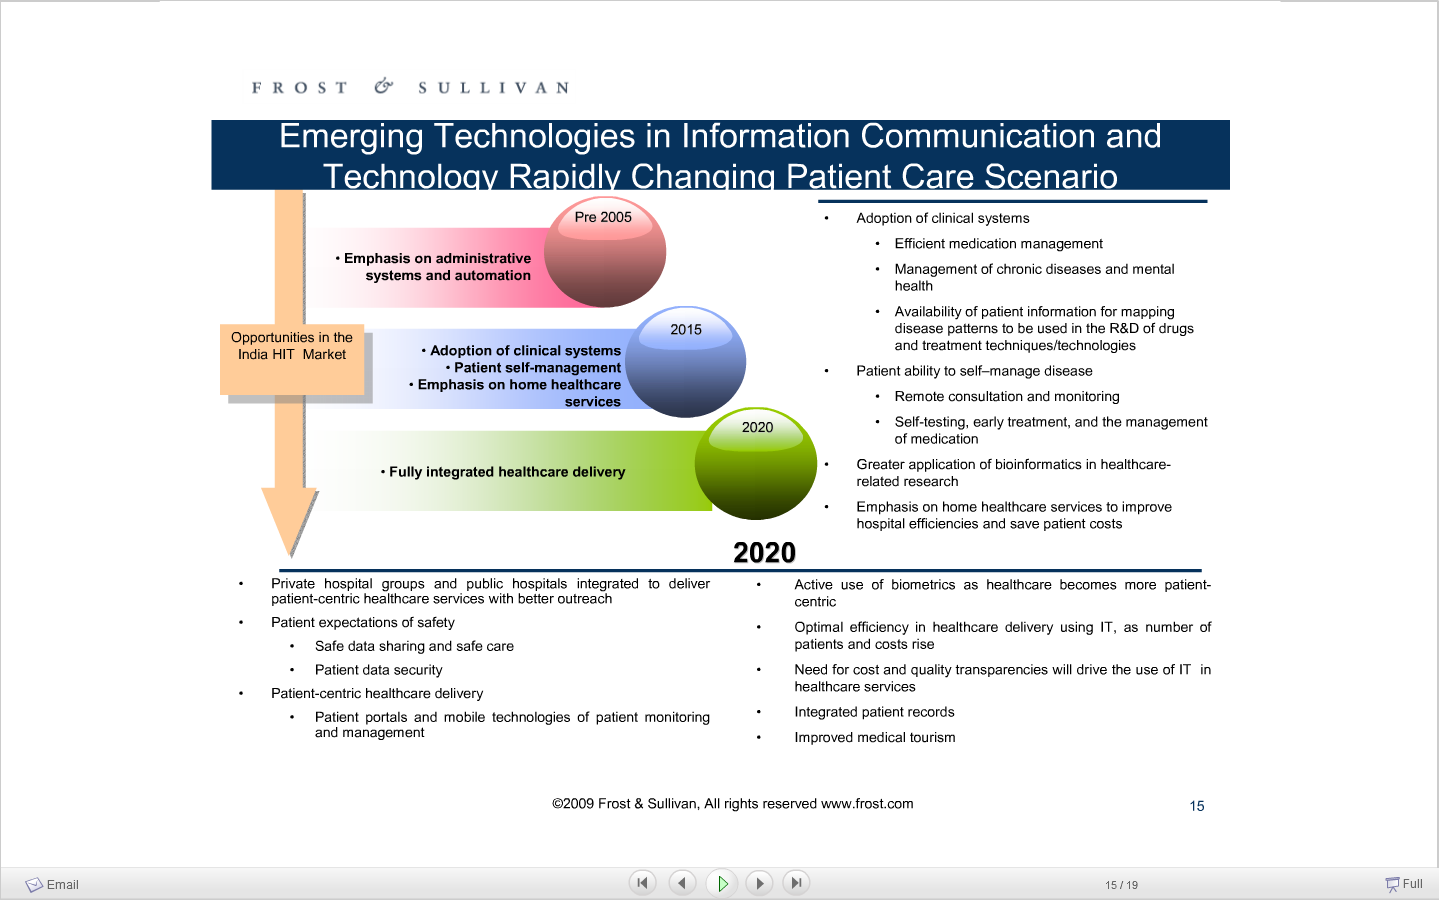 FROST & SULLIVAN
Emerging Technologies in Information Communication and
Technology Rapidly Changing Patient Care Scenario
Pre 2005
• Emphasis on administrative
systems and automation
Opportunities in the
India HIT Market
2015
• Adoption of clinical systems
• Patient self-management
• Emphasis on home healthcare
services
2020
• Fully integrated healthcare delivery
• Adoption of clinical systems
• Efficient medication management
• Management of chronic diseases and mental
health
• Availability of patient information for mapping
disease patterns to be used in the R&D of drugs
and treatment techniques/technologies
• Patient ability to self–manage disease
• Remote consultation and monitoring
• Self-testing, early treatment, and the management
of medication
• Greater application of bioinformatics in healthcare-
related research
• Emphasis on home healthcare services to improve
hospital efficiencies and save patient costs
2020
• Private hospital groups and public hospitals integrated to deliver
patient-centric healthcare services with better outreach
• Patient expectations of safety
• Safe data sharing and safe care
• Patient data security
• Patient-centric healthcare delivery
• Patient portals and mobile technologies of patient monitoring
and management
• Active use of biometrics as healthcare becomes more patient-
centric
• Optimal efficiency in healthcare delivery using IT, as number of
patients and costs rise
• Need for cost and quality transparencies will drive the use of IT in
healthcare services
• Integrated patient records
• Improved medical tourism
©2009 Frost & Sullivan, All rights reserved www.frost.com
15
Email
15 / 19
Full